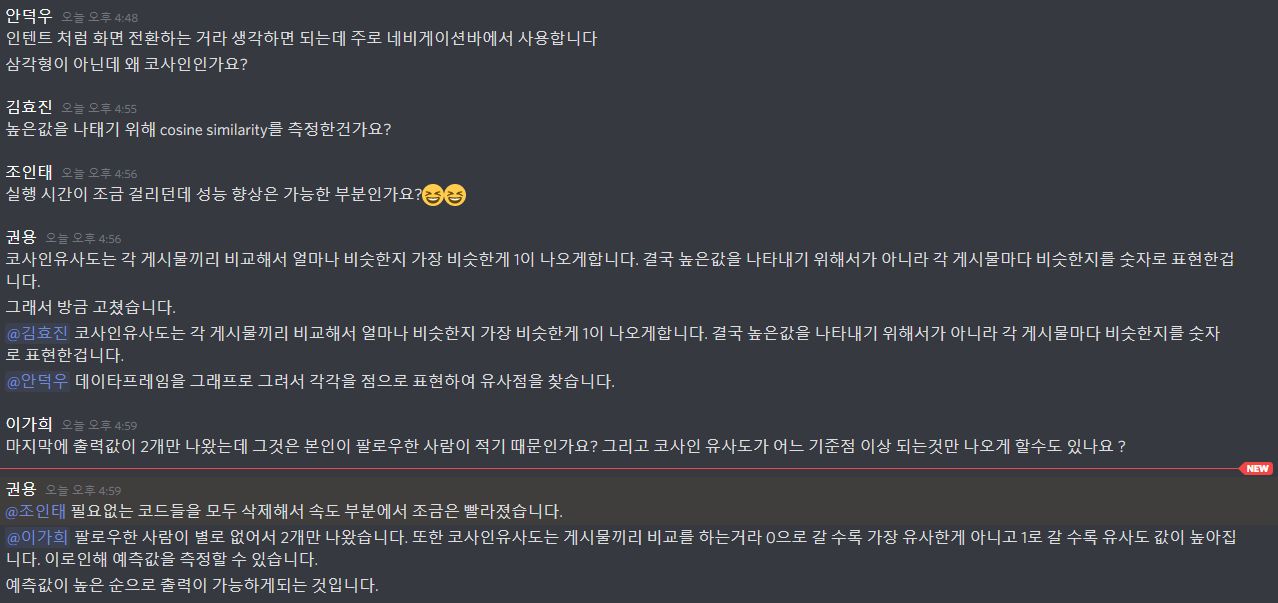 안덕우 오늘 오후 4:48
인텐트 처럼 화면 전환하는 거라 생각하면 되는데 주로 네비게이션바에서 사용합니다
삼각형이 아닌데 왜 코사인인가요?
김효진 오늘 오후 4:55
높은값을 나태기 위해 cosine similarity를 측정한건가요?
조인태 오늘 오후 4:56
실행 시간이 조금 걸리던데 성능 향상은 가능한 부분인가요?😆😆
권용 오늘 오후 4:56
코사인유사도는 각 게시물끼리 비교해서 얼마나 비슷한지 가장 비슷한게 1이 나오게합니다. 결국 높은값을 나타내기 위해서가 아니라 각 게시물마다 비슷한지를 숫자로 표현한겁
니다.
그래서 방금 고쳤습니다.
@김효진 코사인유사도는 각 게시물끼리 비교해서 얼마나 비슷한지 가장 비슷한게 1이 나오게합니다. 결국 높은값을 나타내기 위해서가 아니라 각 게시물마다 비슷한지를 숫자
로 표현한겁니다.
@안덕우 데이타프레임을 그래프로 그려서 각각을 점으로 표현하여 유사점을 찾습니다.
이가희 오늘 오후 4:59
마지막에 출력값이 2개만 나왔는데 그것은 본인이 팔로우한 사람이 적기 때문인가요? 그리고 코사인 유사도가 어느 기준점 이상 되는것만 나오게 할수도 있나요 ?
NEW
권용 오늘 오후 4:59
@조인태 필요없는 코드들을 모두 삭제해서 속도 부분에서 조금은 빨라졌습니다.
@이가희 팔로우한 사람이 별로 없어서 2개만 나왔습니다. 또한 코사인유사도는 게시물끼리 비교를 하는거라 0으로 갈 수록 가장 유사한게 아니고 1로 갈 수록 유사도 값이 높아집
니다. 이로인해 예측값을 측정할 수 있습니다.
예측값이 높은 순으로 출력이 가능하게되는 것입니다.